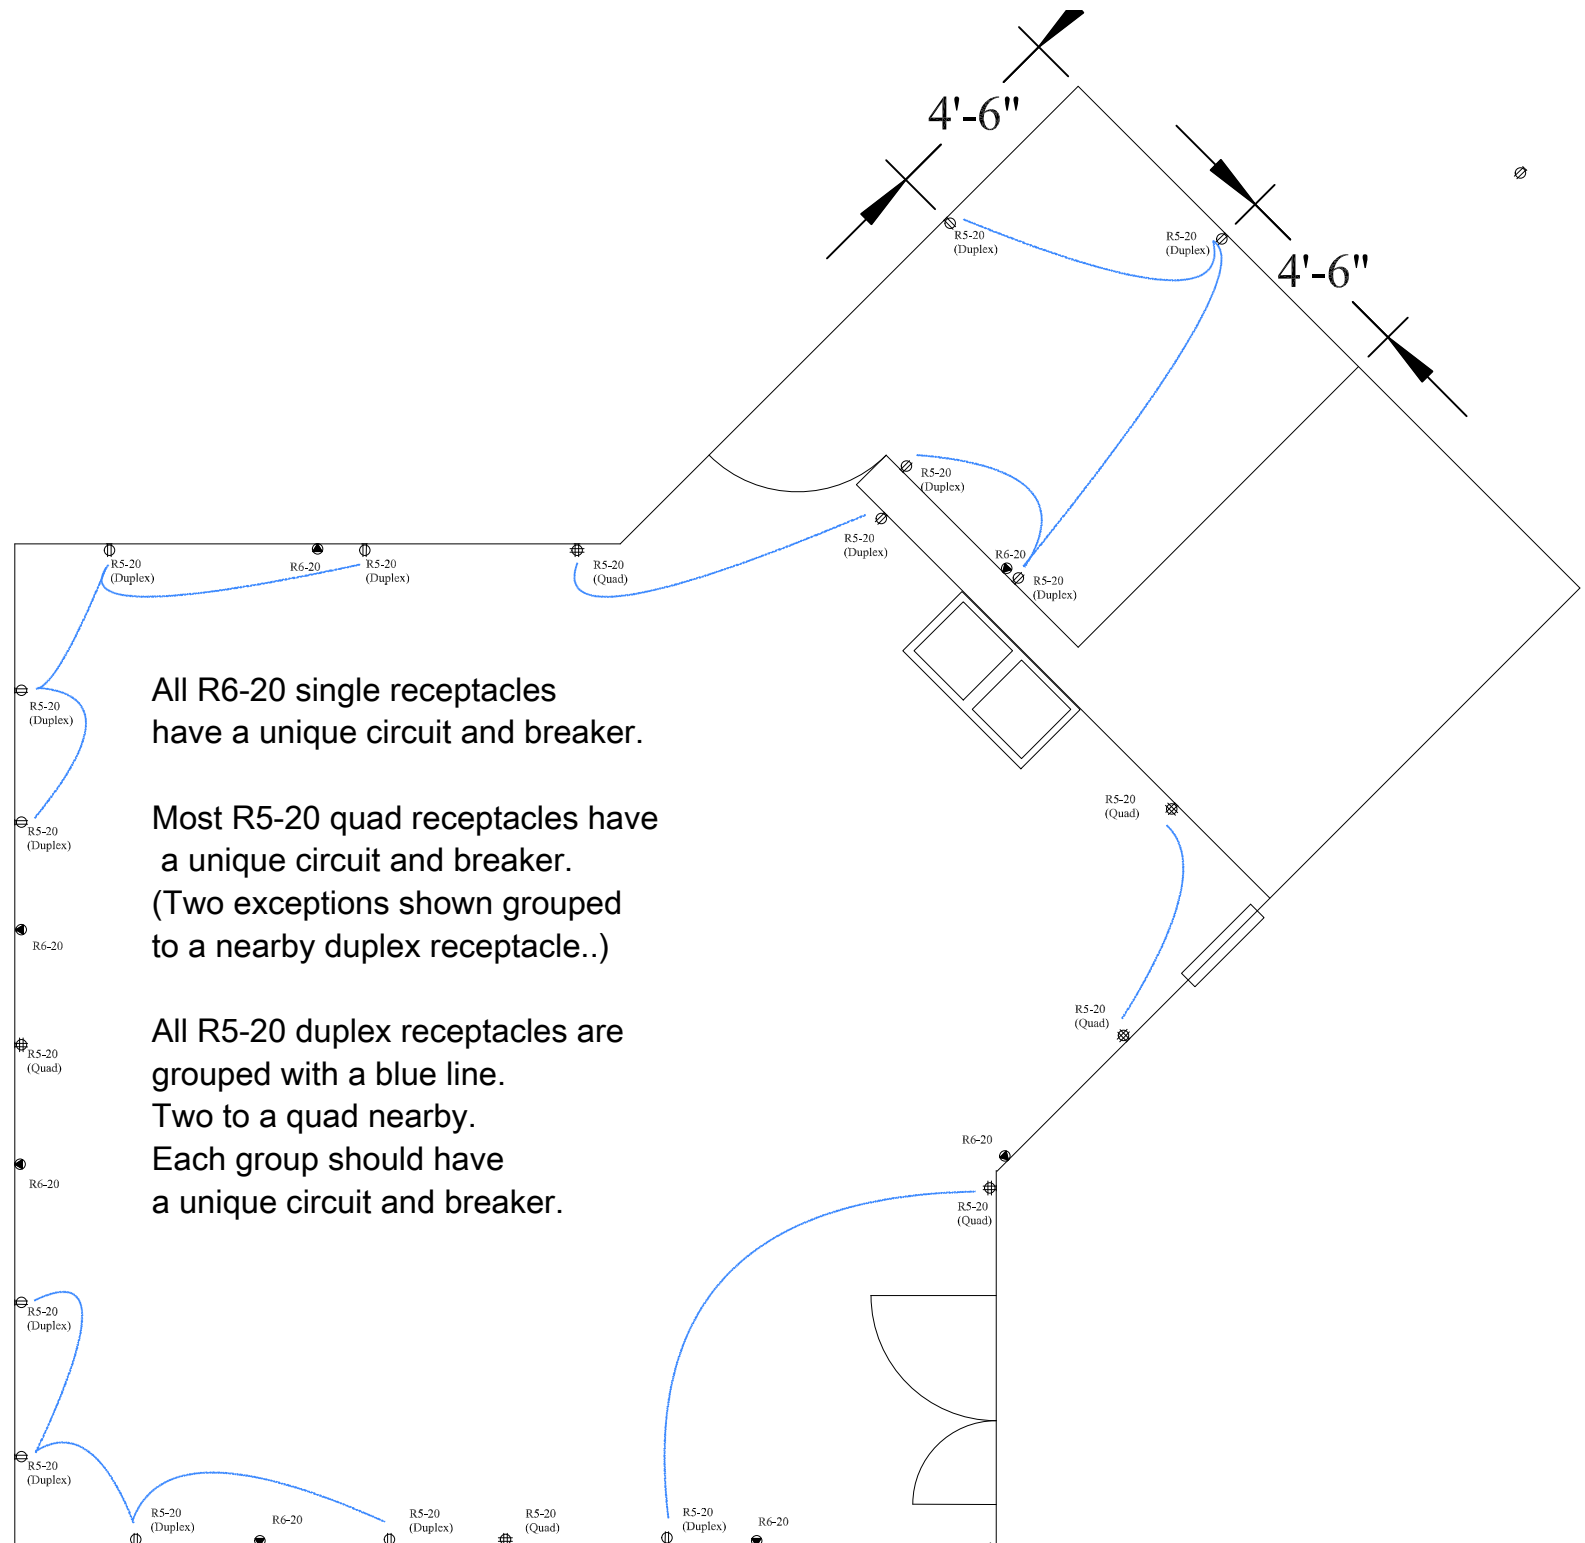 4'-6"
R5-20
(Duplex)
R5-20
(Duplex)
4'-6"
R5-20
(Duplex)
R5-20
(Duplex)
R6-20
R5-20
(Duplex)
R5-20
(Duplex)
R6-20
R5-20
(Duplex)
R5-20
(Quad)
R5-20
(Duplex)
R5-20
(Duplex)
All R6-20 single receptacles
have a unique circuit and breaker.
Most R5-20 quad receptacles have
a unique circuit and breaker.
(Two exceptions shown grouped
to a nearby duplex receptacle..)
All R5-20 duplex receptacles are
grouped with a blue line.
Two to a quad nearby.
Each group should have
a unique circuit and breaker.
R5-20
(Quad)
R6-20
R5-20
(Quad)
R5-20
(Quad)
R6-20
R6-20
R5-20
(Quad)
R5-20
(Duplex)
R5-20
(Duplex)
R5-20
(Duplex)
R6-20
R5-20
(Duplex)
R5-20
(Quad)
R5-20
(Duplex)
R6-20